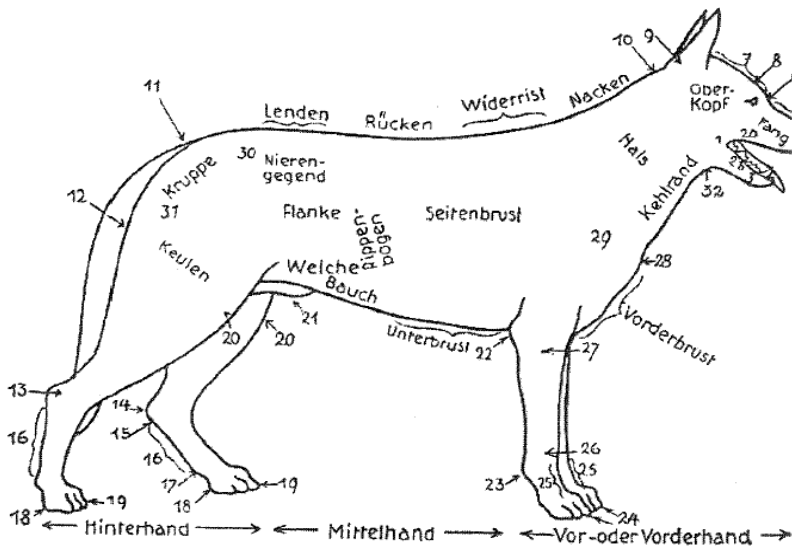 7
8
9
10
Ober-
Kopf
Fang
1
20
11
Lenden
Rücken
Widerrist
Nacken
Hals
Kehlrand
32
12
Kruppe
30
Nieren-
gegend
31
Flanke
Rippen-
bogen
Seitenbrust
29
Keulen
Welche
Bauch
28
20
20
21
Unterbrust
22
27
Vorderbrust
13
14
15
16
16
17
18
19
18
19
23
26
25
25
24
Hinterhand
Mittelhand
Vor-oder Vorderhand